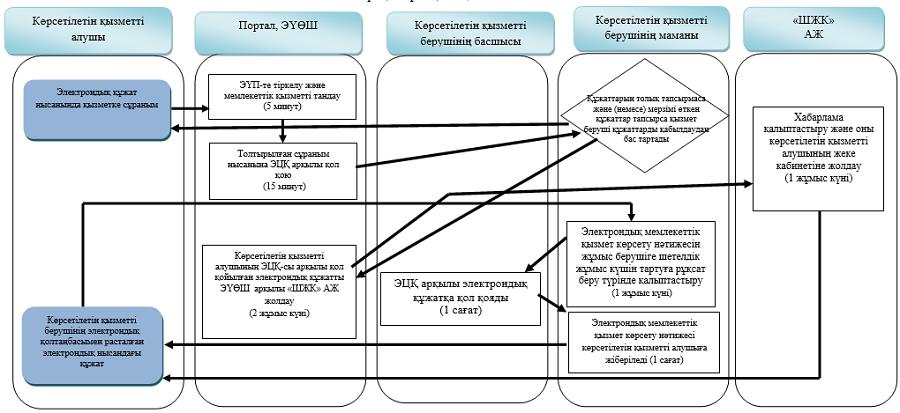 Көрсетілетін қызметті
алушы
Портал, ЭҮӨШ
Көрсетілетін қызметті
берушінің басшысы
Көрсетілетін қызметті
берушінің маманы
«ШЖК»
АЖ
Электрондық құжат
нысанында қызметке сұраным
ЭҮП-те тіркелу және
мемлекеттік қызметті таңдау
(5 минут)
Толтырылған сұраным
нысанына ЭЦҚ арқылы қол
қою
(15 минут)
Құжаттарын толық тапсырмаса
және (немесе) мерзімі өткен
құжаттар тапсырса қызмет
беруші құжаттарды қабылдаудан
бас тартады
Хабарлама
қалыптастыру және оны
көрсетілетін қызметті
алушының жеке
кабинетіне жолдау
(1 жұмыс күні)
Көрсетілетін қызметті
алушының ЭЦҚ-сы арқылы қол
қойылған электрондық құжатты
ЭҮӨШ арқылы «ШЖК» АЖ
жолдау
(2 жұмыс күні)
Электрондық мемлекеттік
қызмет көрсету нәтижесін
жұмыс берушіге шетелдік
жұмыс күшін тартуға рұқсат
беру түрінде қалыптастыру
(1 жұмыс күні)
ЭЦҚ арқылы электрондық
құжатқа қол қояды
(1 сағат)
Көрсетілетін қызметті
берушінің электрондық
қолтаңбасымен расталған
электрондық нысандағы
құжат
Электрондық мемлекеттік
қызмет көрсету нәтижесі
көрсетілетін қызметті алушыға
жіберіледі (1 сағат)